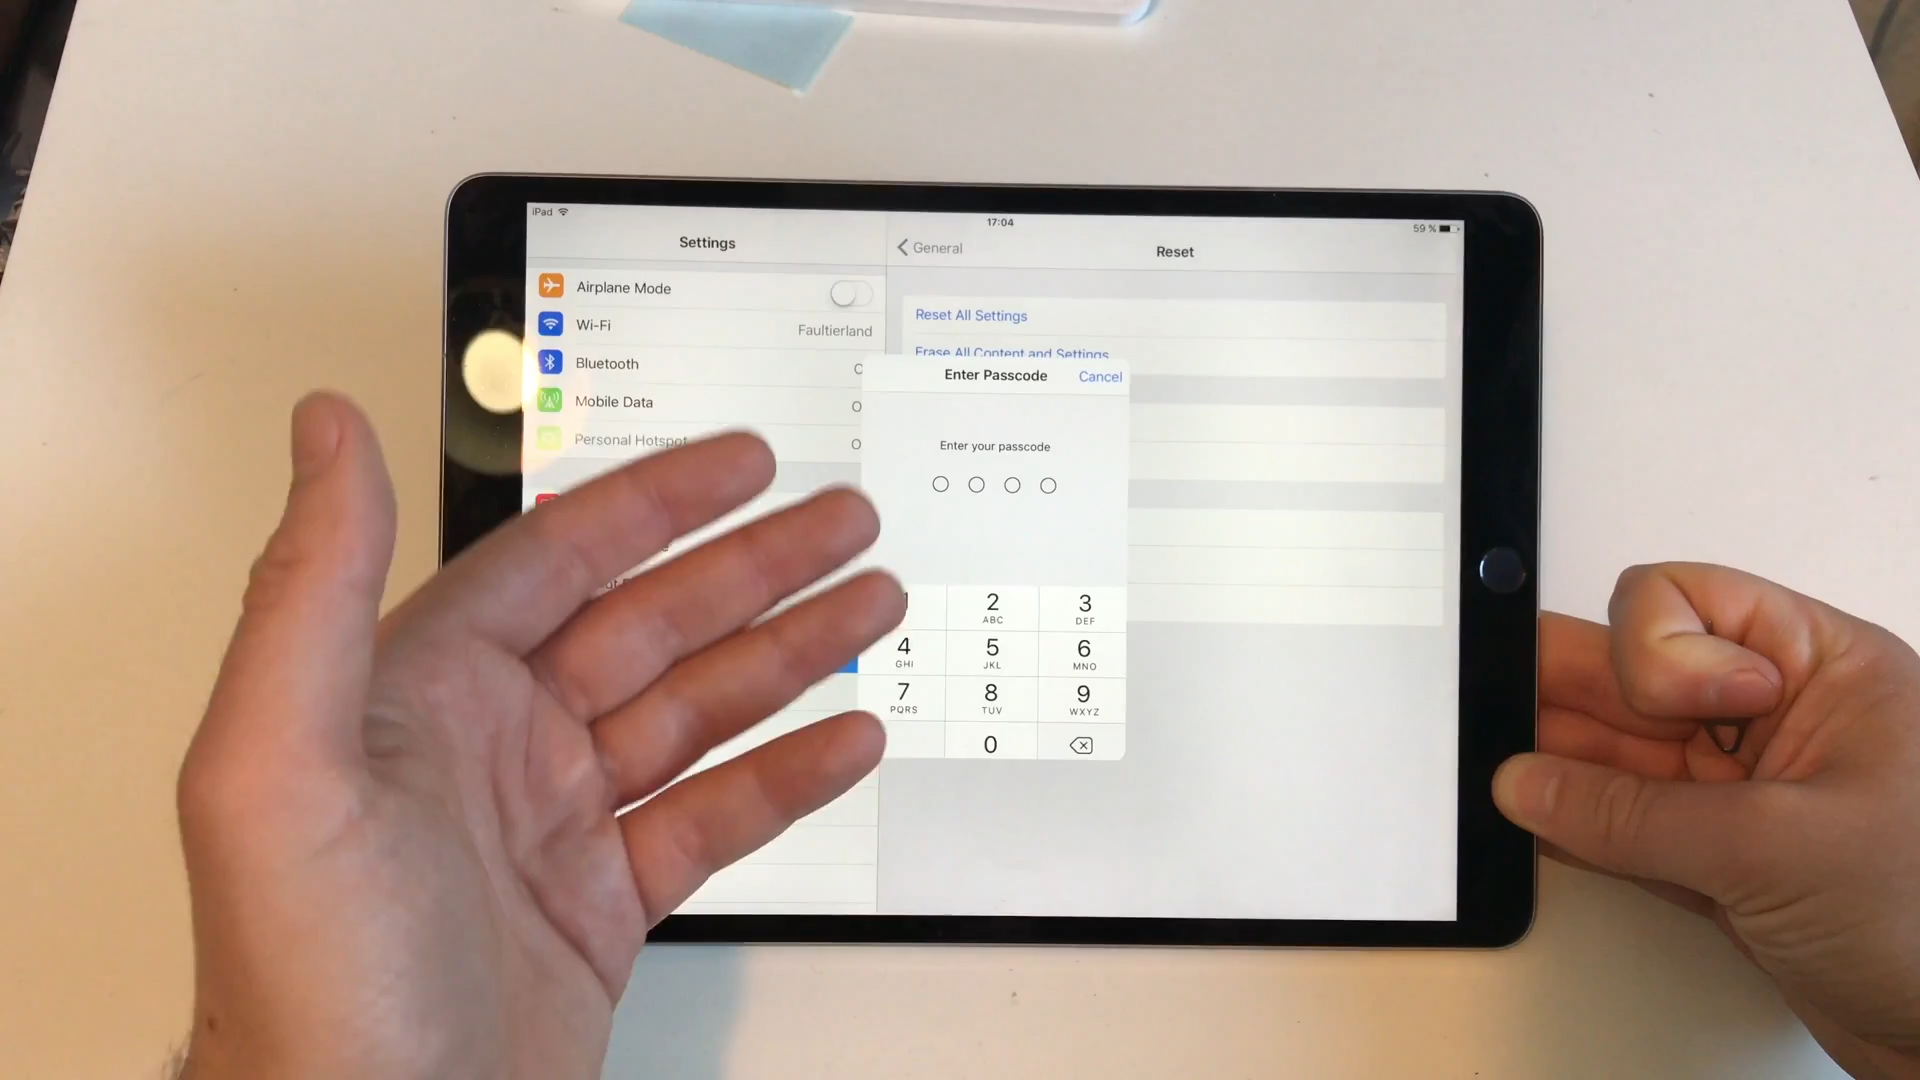 iPad
17:04
59 %
Settings
General
Reset
Airplane Mode
Wi-Fi
Faultierland
Bluetooth
Mobile Data
Personal Hotspot
Reset All Settings
Erase All Content and Settings
Enter Passcode
Cancel
Enter your passcode
1
2
ABC
3
DEF
4
GHI
5
JKL
6
MNO
7
PQRS
8
TUV
9
WXYZ
0